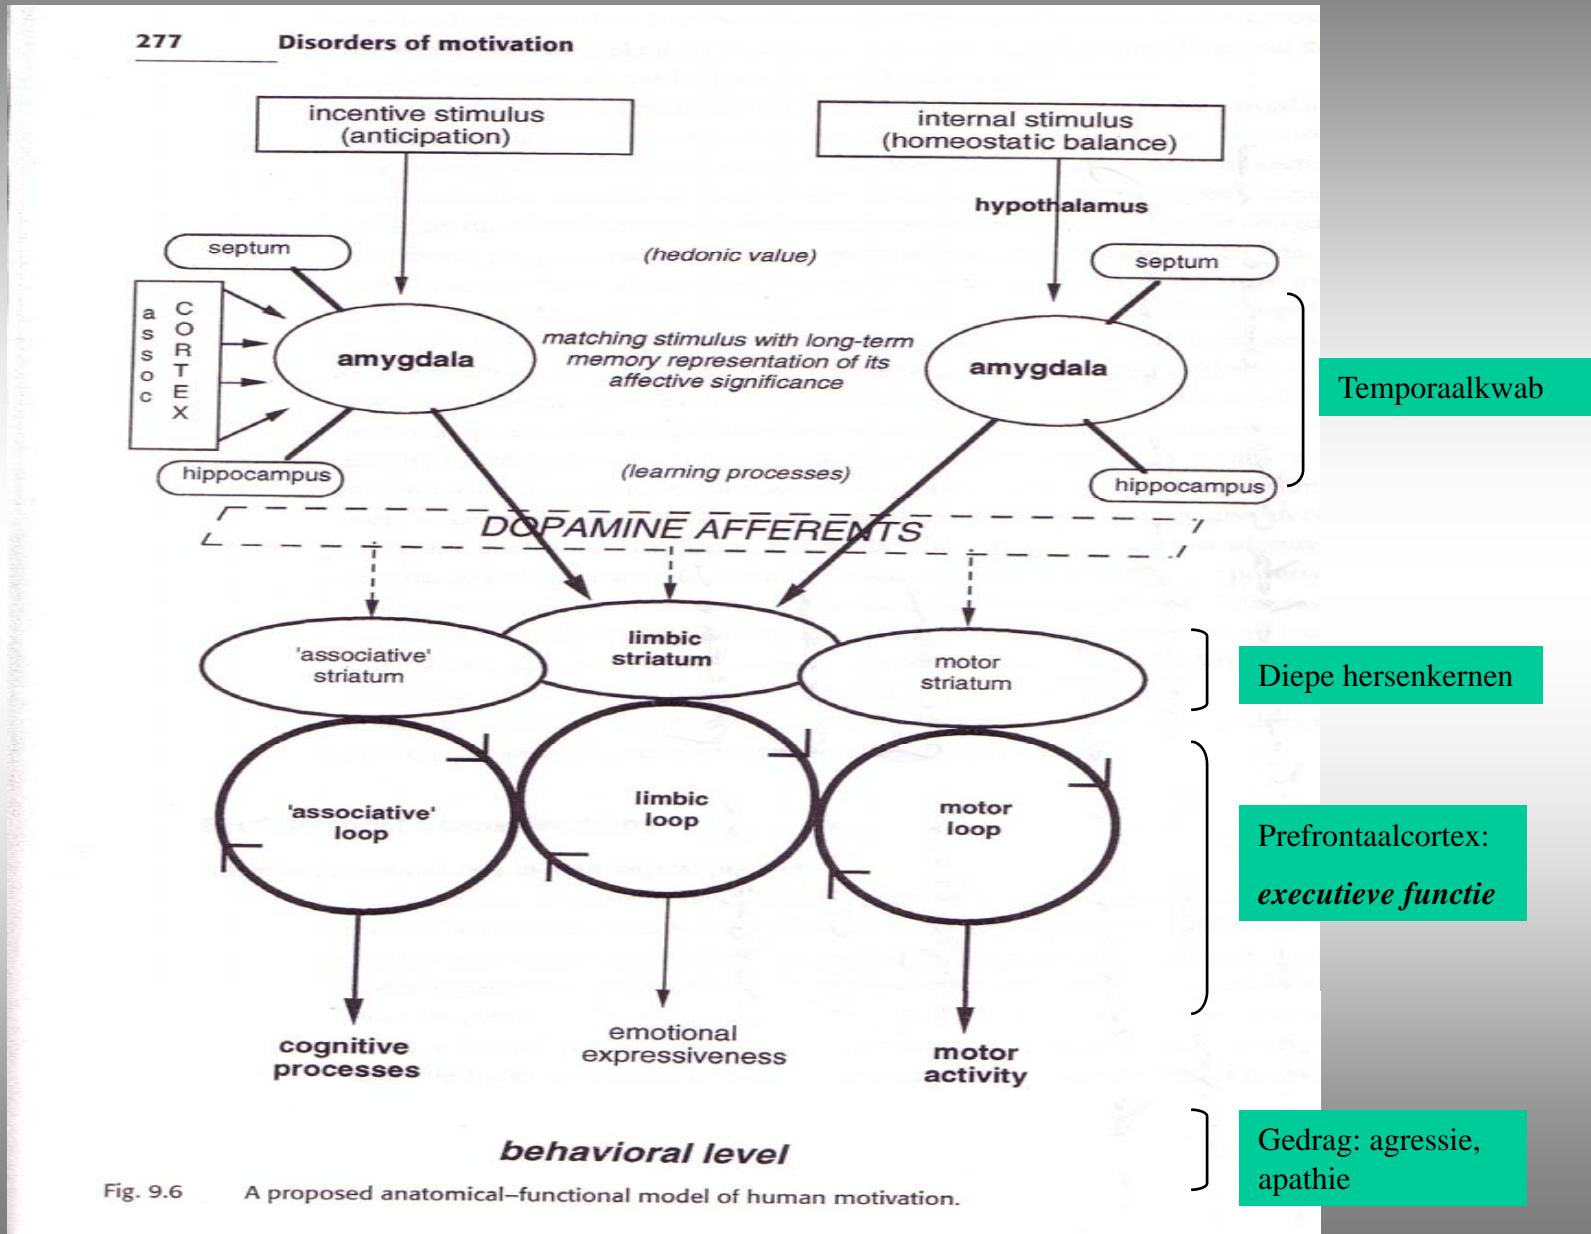 277 Disorders of motivation
incentive stimulus
(anticipation)
internal stimulus
(homeostatic balance)
hypothalamus
septum
(hedonic value)
septum
assoc
CORTEX
amygdala
matching stimulus with long-term
memory representation of its
affective significance
amygdala
Temporaalkwab
hippocampus
(learning processes)
hippocampus
DOPAMINE AFFERENTS
'associative'
striatum
limbic
striatum
motor
striatum
Diepe hersenkernen
'associative'
loop
limbic
loop
motor
loop
Prefrontaalcortex:
executieve functie
cognitive
processes
emotional
expressiveness
motor
activity
behavioral level
Gedrag: agressie,
apathie
Fig. 9.6 A proposed anatomical–functional model of human motivation.